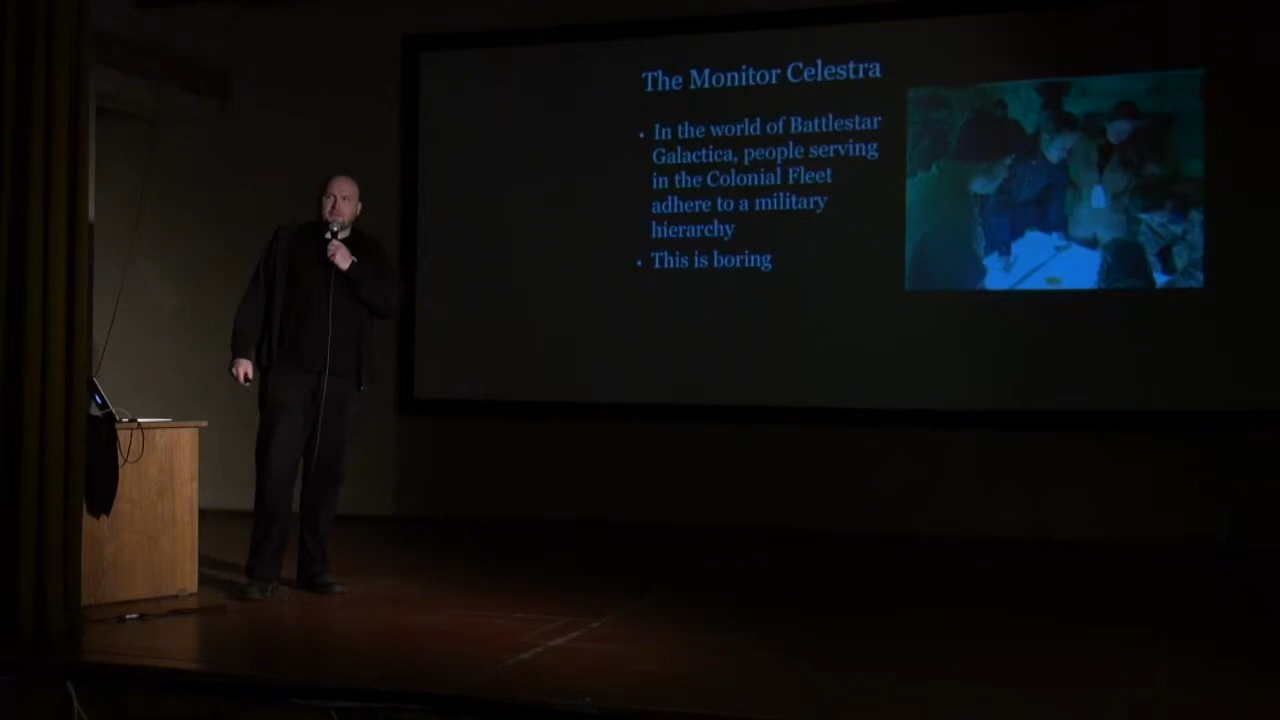 The Monitor Celestra
• In the world of Battlestar
Galactica, people serving
in the Colonial Fleet
adhere to a military
hierarchy
• This is boring